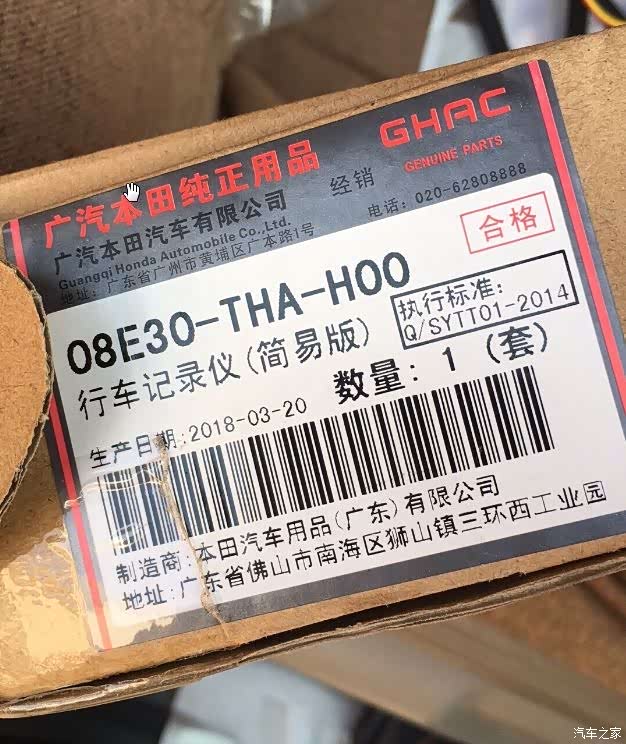 广汽本田纯正用品
GHAC
GENUINE PARTS
广汽本田汽车有限公司 经销
Guangqi Honda Automobile Co.,Ltd.
电话:020-62808888
地址:广东省广州市黄埔区广本路1号
合格
08E30-THA-H00
执行标准:
Q/SYTT01-2014
行车记录仪(简易版)
数量:1(套)
生产日期:2018-03-20
制造商:本田汽车用品(广东)有限公司
地址:广东省佛山市南海区狮山镇三环西工业园
汽车之家